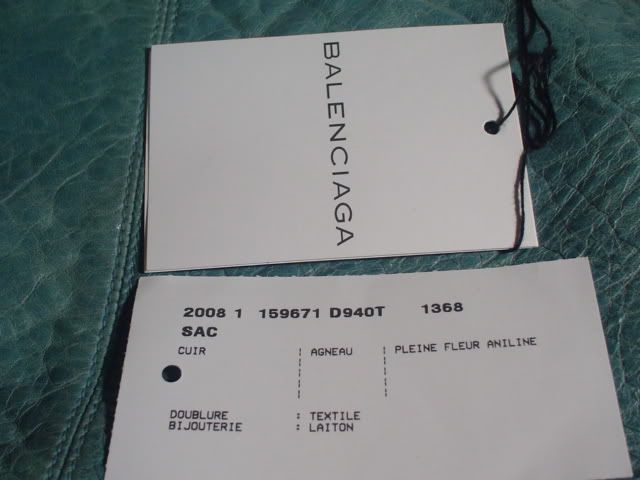 BALENCIAGA
2008 1 159671 D940T 1368
SAC
CUIR ¦ AGNEAU ¦ PLEINE FLEUR ANILINE
DOUBLURE : TEXTILE
BIJOUTERIE : LAITON